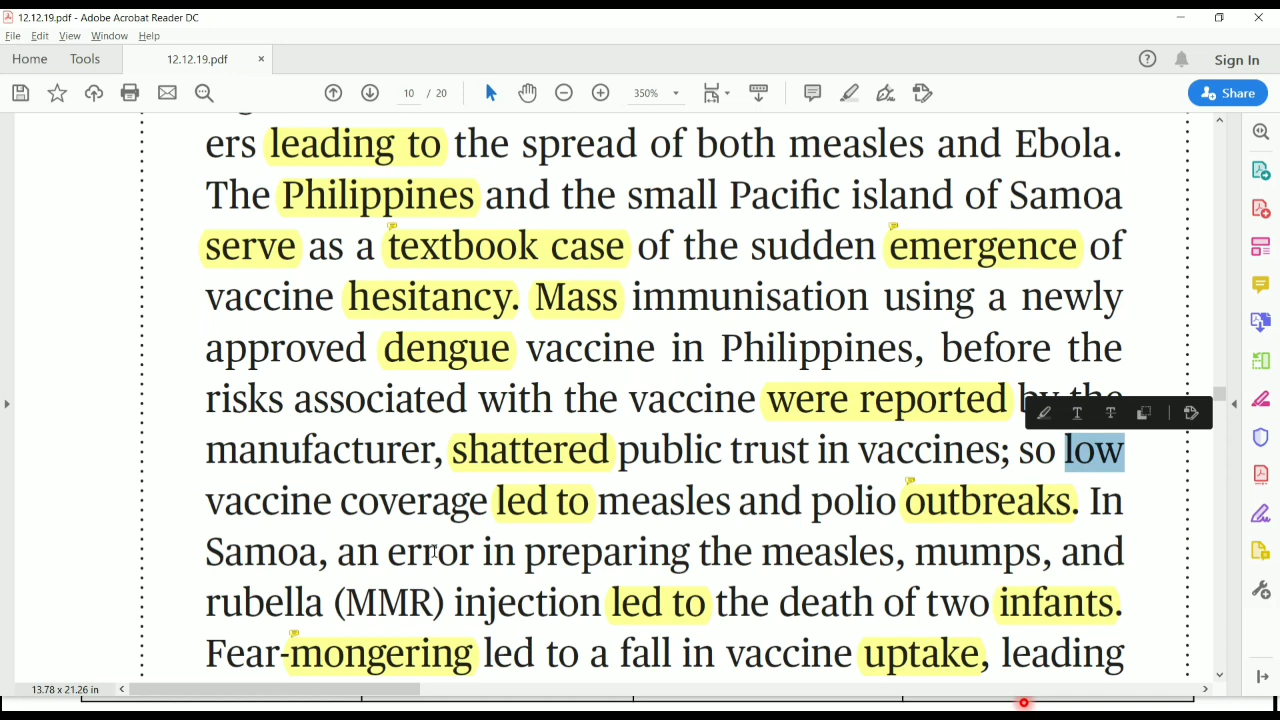 12.12.19.pdf - Adobe Acrobat Reader DC
File Edit View Window Help
Home Tools 12.12.19.pdf × Sign In
10 / 20 350% Share
ers leading to the spread of both measles and Ebola.
The Philippines and the small Pacific island of Samoa
serve as a textbook case of the sudden emergence of
vaccine hesitancy. Mass immunisation using a newly
approved dengue vaccine in Philippines, before the
risks associated with the vaccine were reported by the
manufacturer, shattered public trust in vaccines; so low
vaccine coverage led to measles and polio outbreaks. In
Samoa, an error in preparing the measles, mumps, and
rubella (MMR) injection led to the death of two infants.
Fear-mongering led to a fall in vaccine uptake, leading
13.78 x 21.26 in